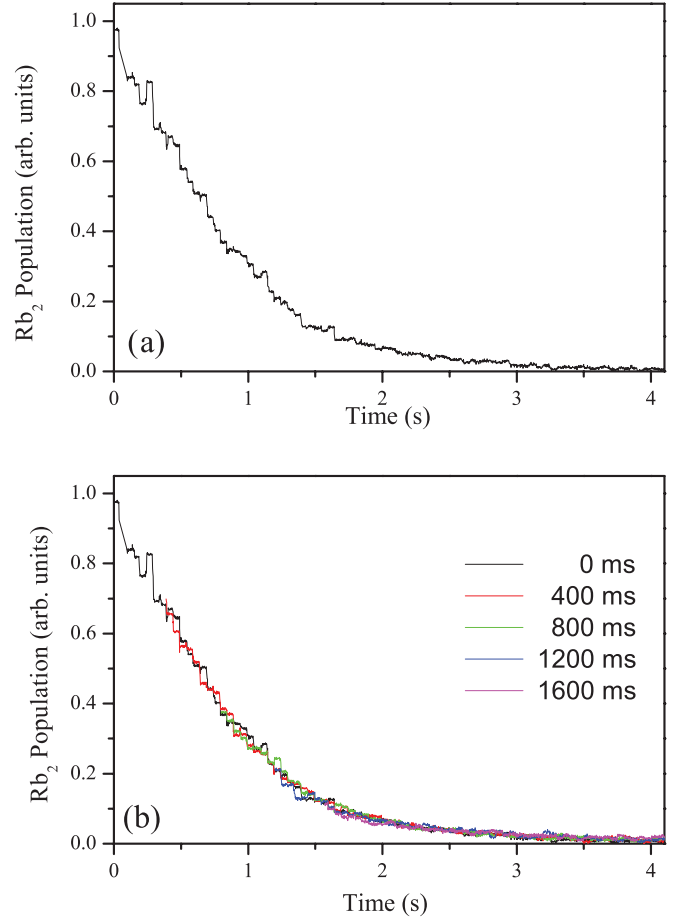 1.0
0.8
0.6
0.4
0.2
0.0
Rb₂ Population (arb. units)
(a)
0 1 2 3 4
Time (s)
1.0
0.8
0.6
0.4
0.2
0.0
Rb₂ Population (arb. units)
0 ms
400 ms
800 ms
1200 ms
1600 ms
(b)
0 1 2 3 4
Time (s)